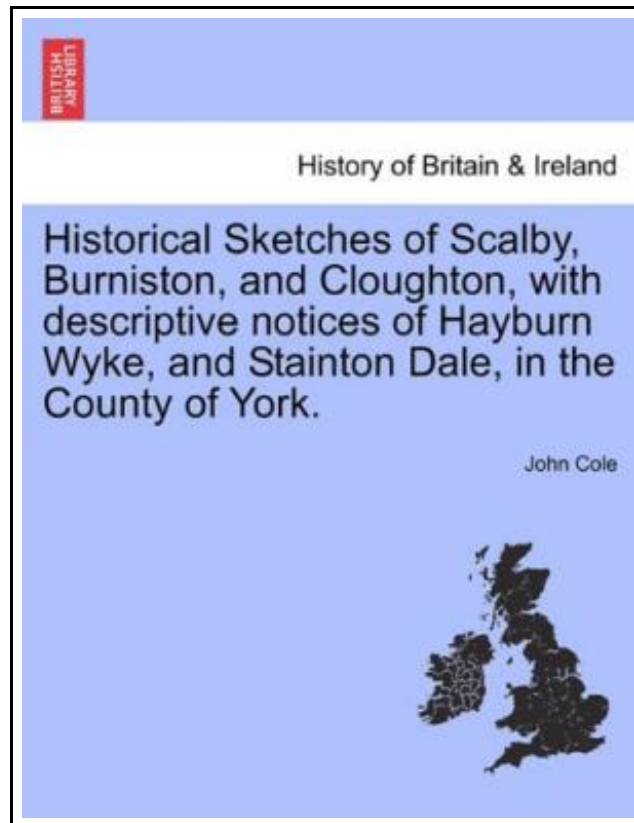 BRITISH
LIBRARY
History of Britain & Ireland
Historical Sketches of Scalby,
Burniston, and Cloughton, with
descriptive notices of Hayburn
Wyke, and Stainton Dale, in the
County of York.
John Cole